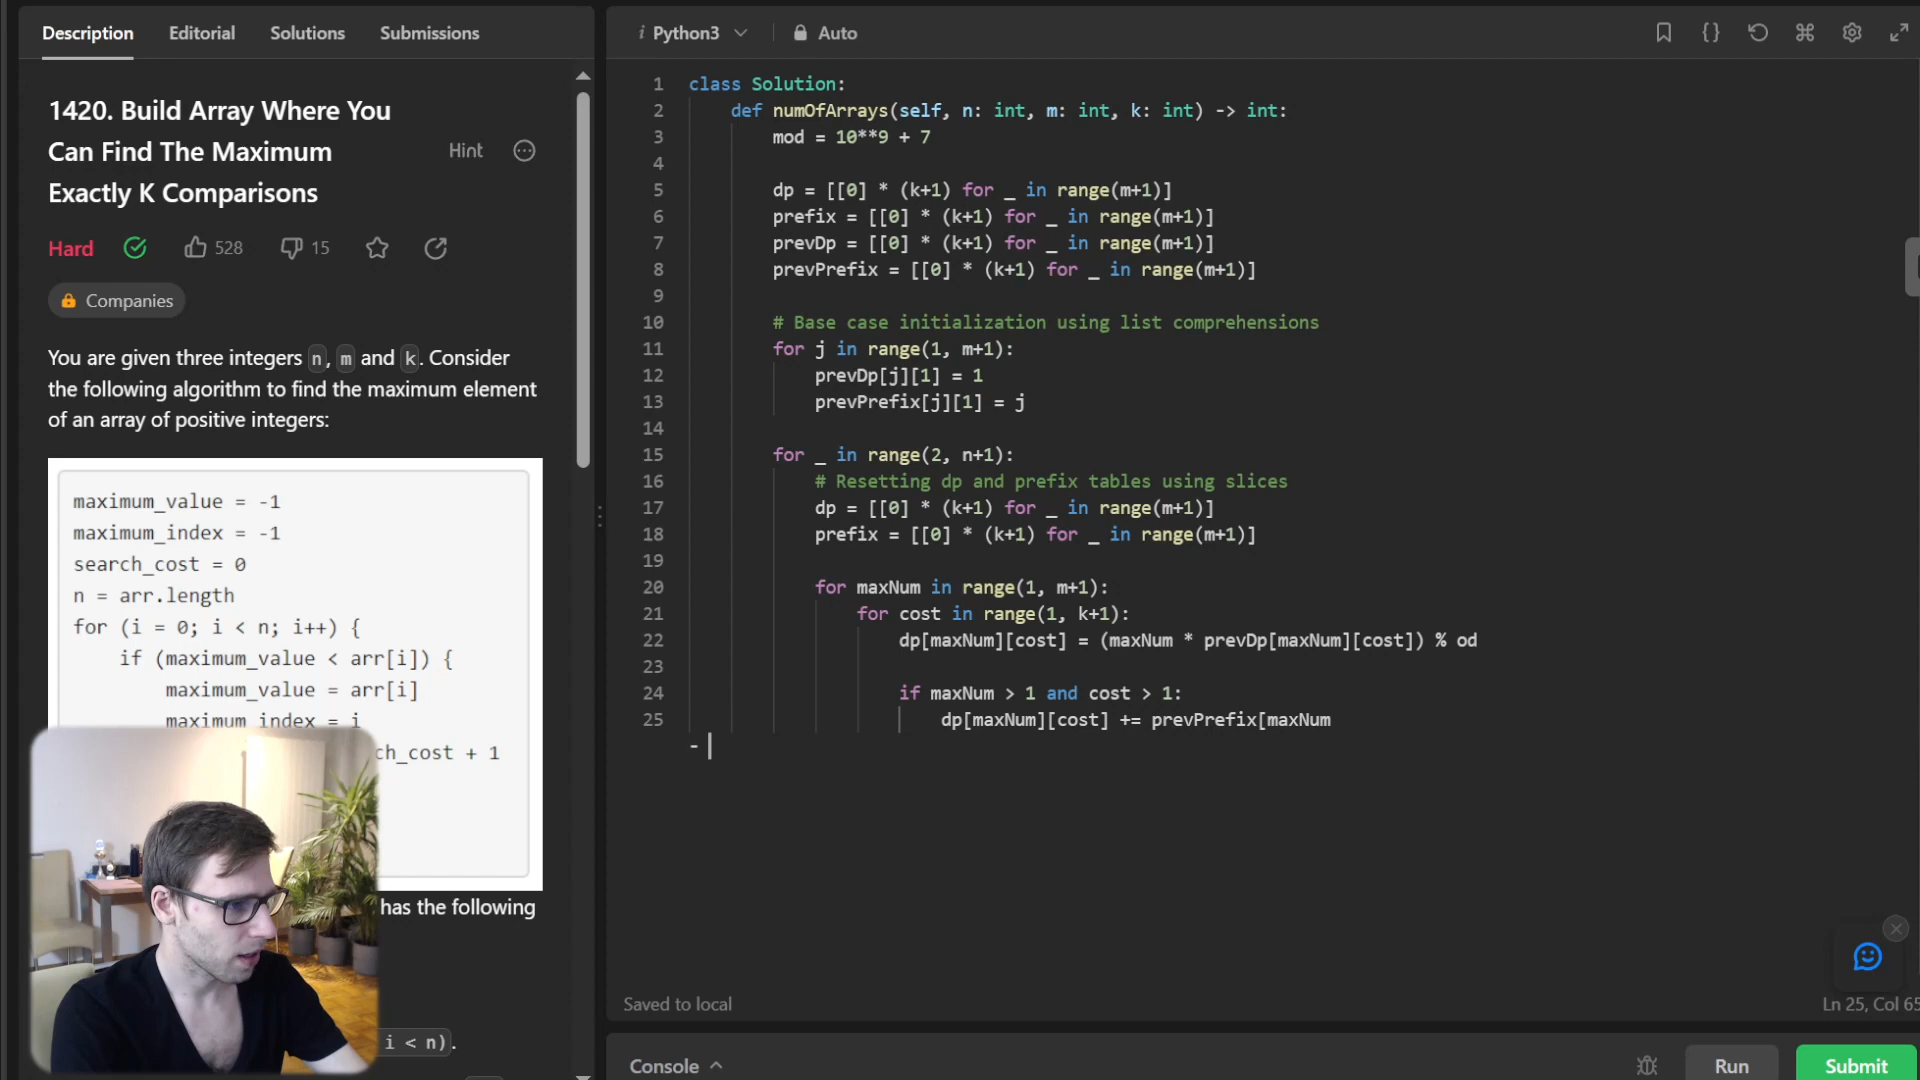 Description Editorial Solutions Submissions
1420. Build Array Where You
Can Find The Maximum
Exactly K Comparisons
Hint
Hard 528 15
Companies
You are given three integers n, m and k. Consider
the following algorithm to find the maximum element
of an array of positive integers:
maximum_value = -1
maximum_index = -1
search_cost = 0
n = arr.length
for (i = 0; i < n; i++) {
if (maximum_value < arr[i]) {
maximum_value = arr[i]
maximum_index = i
ch_cost + 1
has the following
i < n).
i Python3 Auto
1 class Solution:
2 def numOfArrays(self, n: int, m: int, k: int) -> int:
3 mod = 10**9 + 7
4
5 dp = [[0] * (k+1) for _ in range(m+1)]
6 prefix = [[0] * (k+1) for _ in range(m+1)]
7 prevDp = [[0] * (k+1) for _ in range(m+1)]
8 prevPrefix = [[0] * (k+1) for _ in range(m+1)]
9
10 # Base case initialization using list comprehensions
11 for j in range(1, m+1):
12 prevDp[j][1] = 1
13 prevPrefix[j][1] = j
14
15 for _ in range(2, n+1):
16 # Resetting dp and prefix tables using slices
17 dp = [[0] * (k+1) for _ in range(m+1)]
18 prefix = [[0] * (k+1) for _ in range(m+1)]
19
20 for maxNum in range(1, m+1):
21 for cost in range(1, k+1):
22 dp[maxNum][cost] = (maxNum * prevDp[maxNum][cost]) % od
23
24 if maxNum > 1 and cost > 1:
25 dp[maxNum][cost] += prevPrefix[maxNum
-
Saved to local
Ln 25, Col 65
Console
Run
Submit